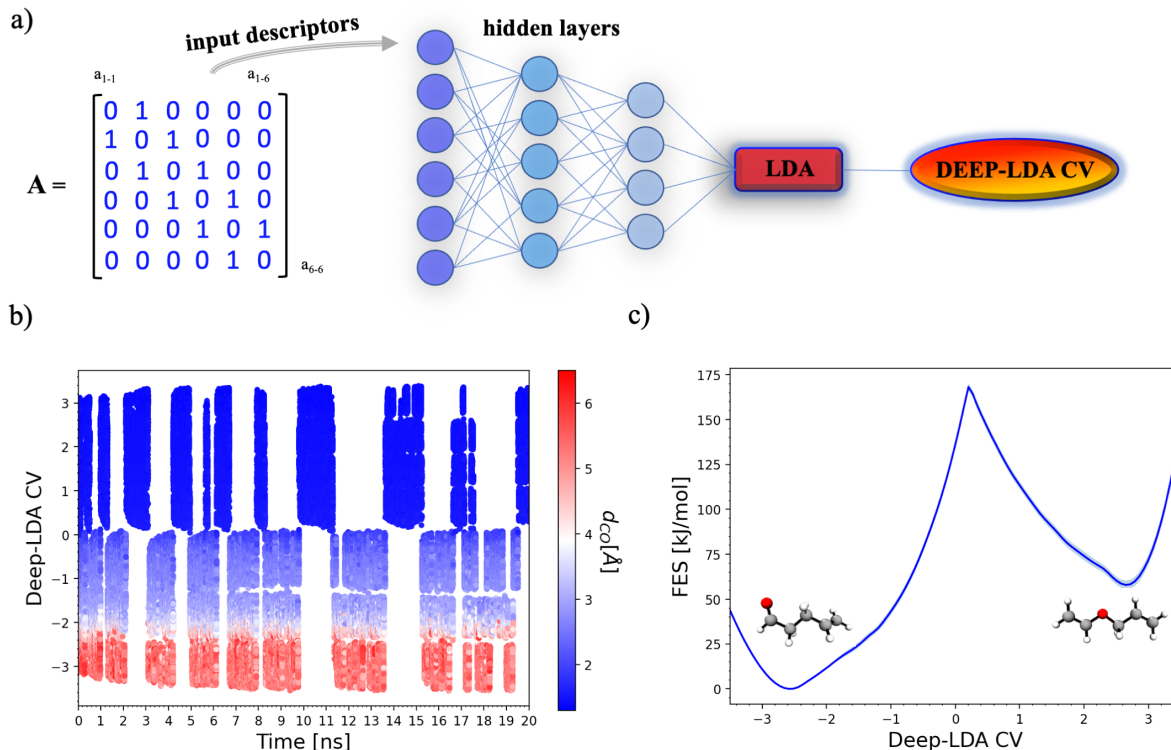 a)
input descriptors
hidden layers
a1-1 a1-6
0 1 0 0 0 0
1 0 1 0 0 0
0 1 0 1 0 0
A =
0 0 1 0 1 0
0 0 0 1 0 1
0 0 0 0 1 0
a6-6
LDA
DEEP-LDA CV
b)
Deep-LDA CV
3
2
1
0
−1
−2
−3
0 1 2 3 4 5 6 7 8 9 10 11 12 13 14 15 16 17 18 19 20
Time [ns]
6
5
4
3
2
dCO[Å]
c)
FES [kJ/mol]
175
150
125
100
75
50
25
0
−3 −2 −1 0 1 2 3
Deep-LDA CV